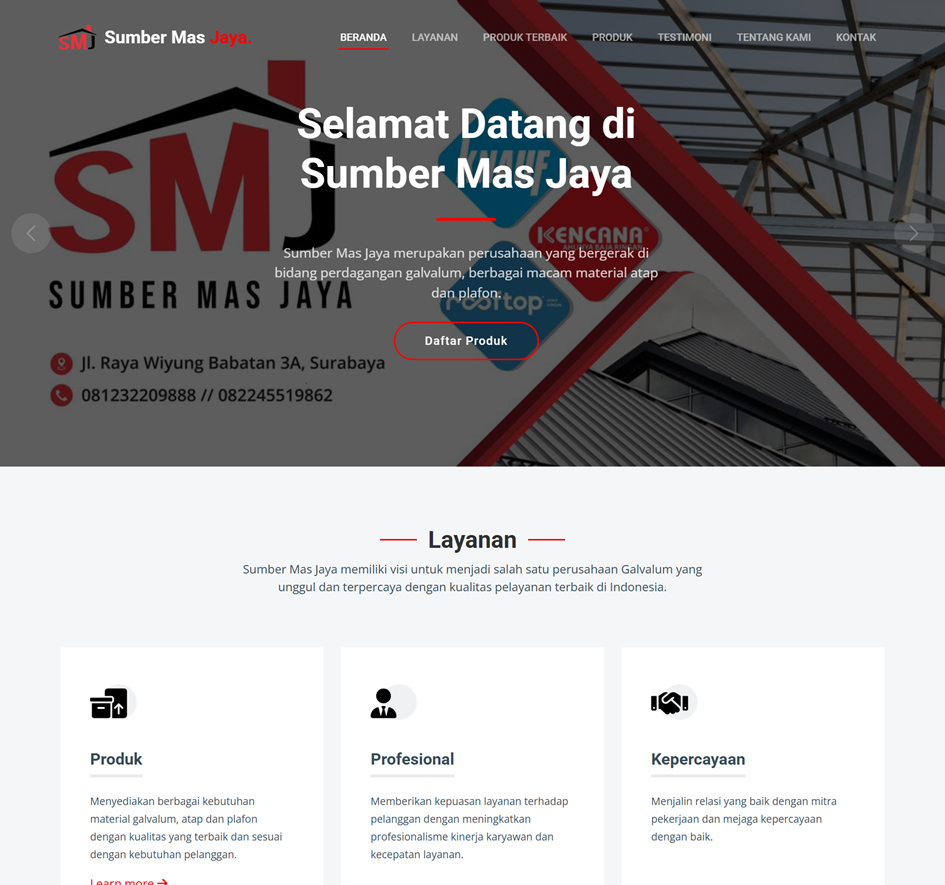 SMJ
Sumber Mas Jaya.
BERANDA
LAYANAN
PRODUK TERBAIK
PRODUK
TESTIMONI
TENTANG KAMI
KONTAK
SMJ
SUMBER MAS JAYA
Jl. Raya Wiyung Babatan 3A, Surabaya
081232209888 // 082245519862
KNAUF
KENCANA®
AHLINYA BAJA RINGAN
rooftop
Selamat Datang di
Sumber Mas Jaya
Sumber Mas Jaya merupakan perusahaan yang bergerak di
bidang perdagangan galvalum, berbagai macam material atap
dan plafon.
Daftar Produk
Layanan
Sumber Mas Jaya memiliki visi untuk menjadi salah satu perusahaan Galvalum yang
unggul dan terpercaya dengan kualitas pelayanan terbaik di Indonesia.
Produk
Menyediakan berbagai kebutuhan
material galvalum, atap dan plafon
dengan kualitas yang terbaik dan sesuai
dengan kebutuhan pelanggan.
Learn more →
Profesional
Memberikan kepuasan layanan terhadap
pelanggan dengan meningkatkan
profesionalisme kinerja karyawan dan
kecepatan layanan.
Kepercayaan
Menjalin relasi yang baik dengan mitra
pekerjaan dan mejaga kepercayaan
dengan baik.